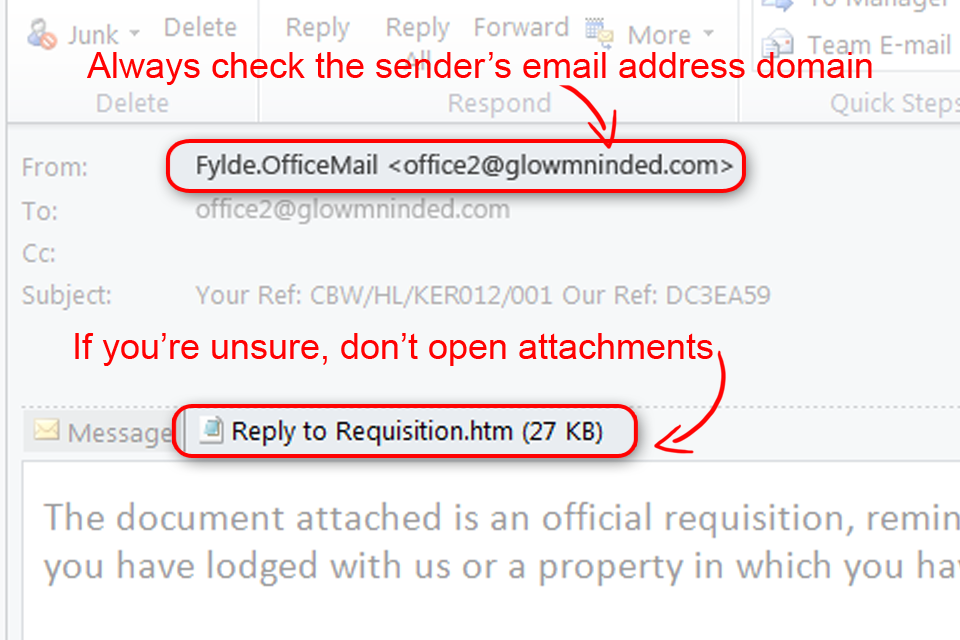 To Manager
Junk Delete Reply Reply All Forward More Team E-mail
Always check the sender’s email address domain
Delete Respond Quick Steps
From: Fylde.OfficeMail <office2@glowmninded.com>
To: office2@glowmninded.com
Cc:
Subject: Your Ref: CBW/HL/KER012/001 Our Ref: DC3EA59
If you’re unsure, don’t open attachments
Message Reply to Requisition.htm (27 KB)
The document attached is an official requisition, remin
you have lodged with us or a property in which you hav